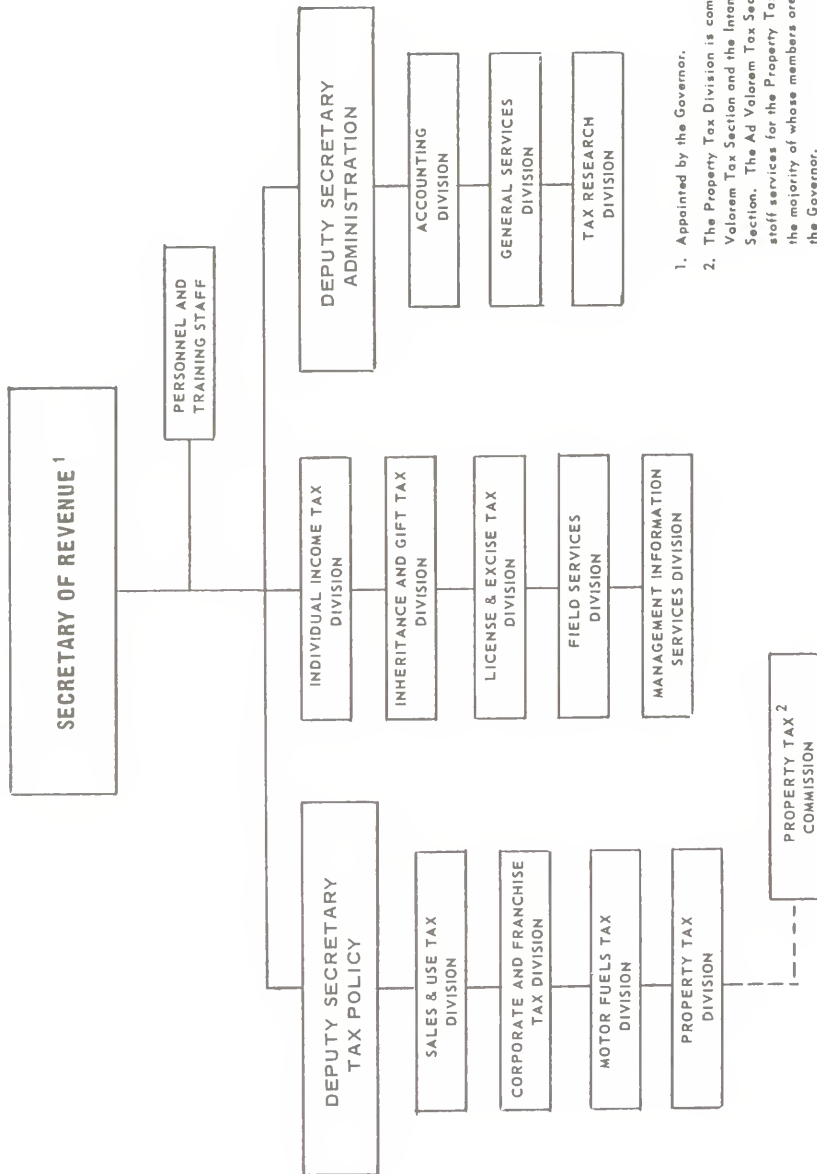 SECRETARY OF REVENUE 1
PERSONNEL AND
TRAINING STAFF
DEPUTY SECRETARY
TAX POLICY
SALES & USE TAX
DIVISION
CORPORATE AND FRANCHISE
TAX DIVISION
MOTOR FUELS TAX
DIVISION
PROPERTY TAX
DIVISION
PROPERTY TAX 2
COMMISSION
INDIVIDUAL INCOME TAX
DIVISION
INHERITANCE AND GIFT TAX
DIVISION
LICENSE & EXCISE TAX
DIVISION
FIELD SERVICES
DIVISION
MANAGEMENT INFORMATION
SERVICES DIVISION
DEPUTY SECRETARY
ADMINISTRATION
ACCOUNTING
DIVISION
GENERAL SERVICES
DIVISION
TAX RESEARCH
DIVISION
1. Appointed by the Governor.
2. The Property Tax Division is
Valorem Tax Section and the
Section. The Ad Valorem Tax
staff services for the Property
the majority of whose members are
the Governor.